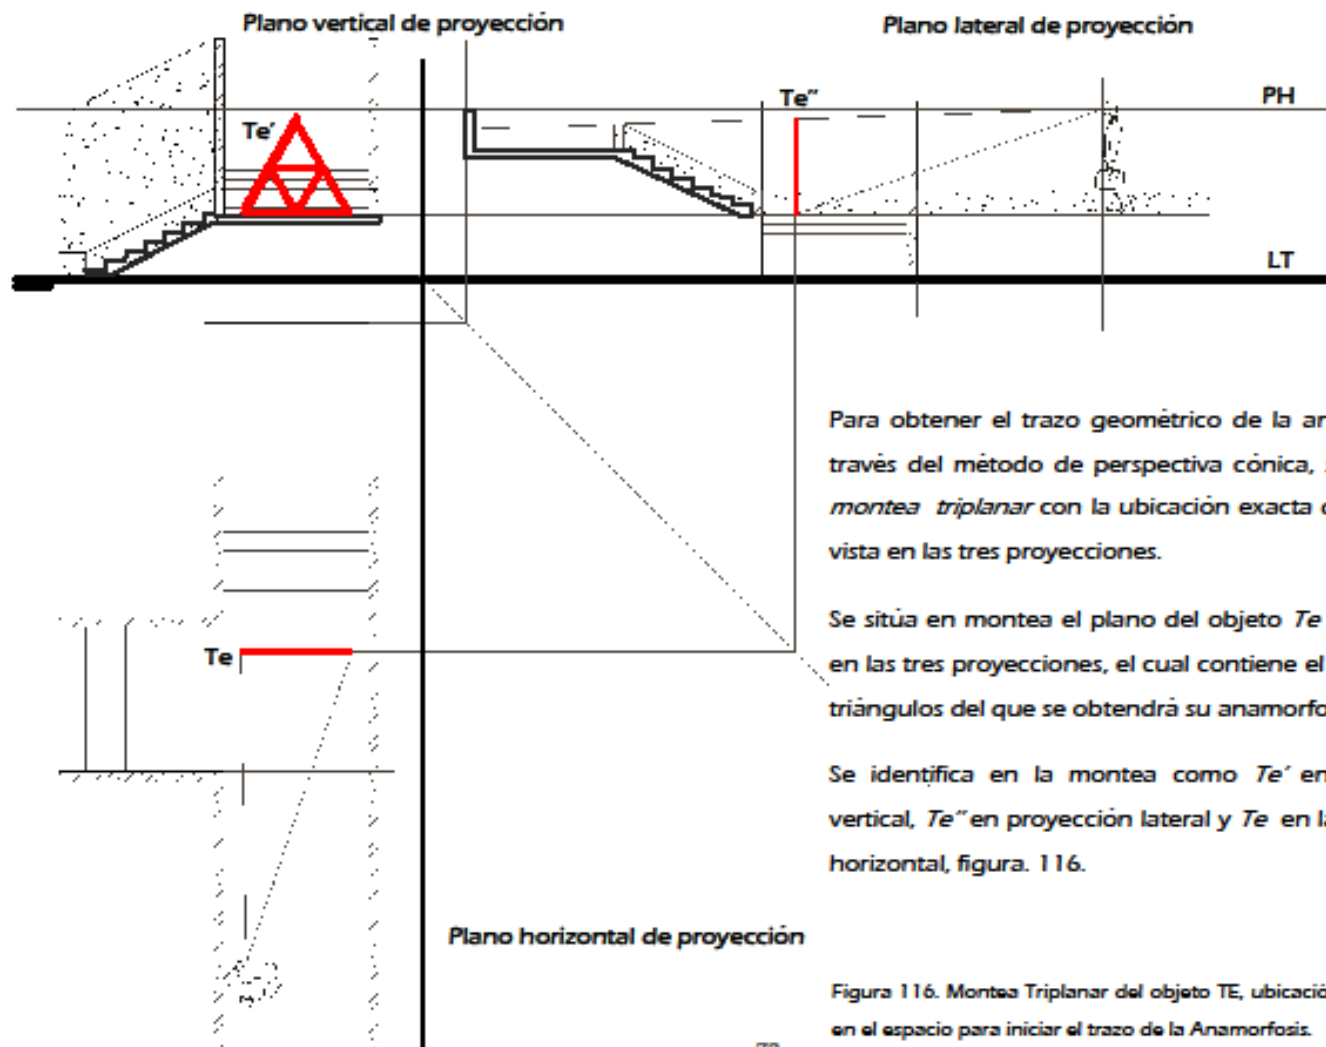 Plano vertical de proyección
Plano lateral de proyección
Te'
Te"
PH
LT
Para obtener el trazo geométrico de la
través del método de perspectiva cónica,
montea triplanar con la ubicación exacta
vista en las tres proyecciones.
Se sitúa en montea el plano del objeto Te
en las tres proyecciones, el cual contiene el
triángulos del que se obtendrá su
Se identifica en la montea como Te' en
vertical, Te" en proyección lateral y Te en
horizontal, figura. 116.
Te
Plano horizontal de proyección
Figura 116. Montea Triplanar del objeto TE,
en el espacio para iniciar el trazo de la Anamorfosis.